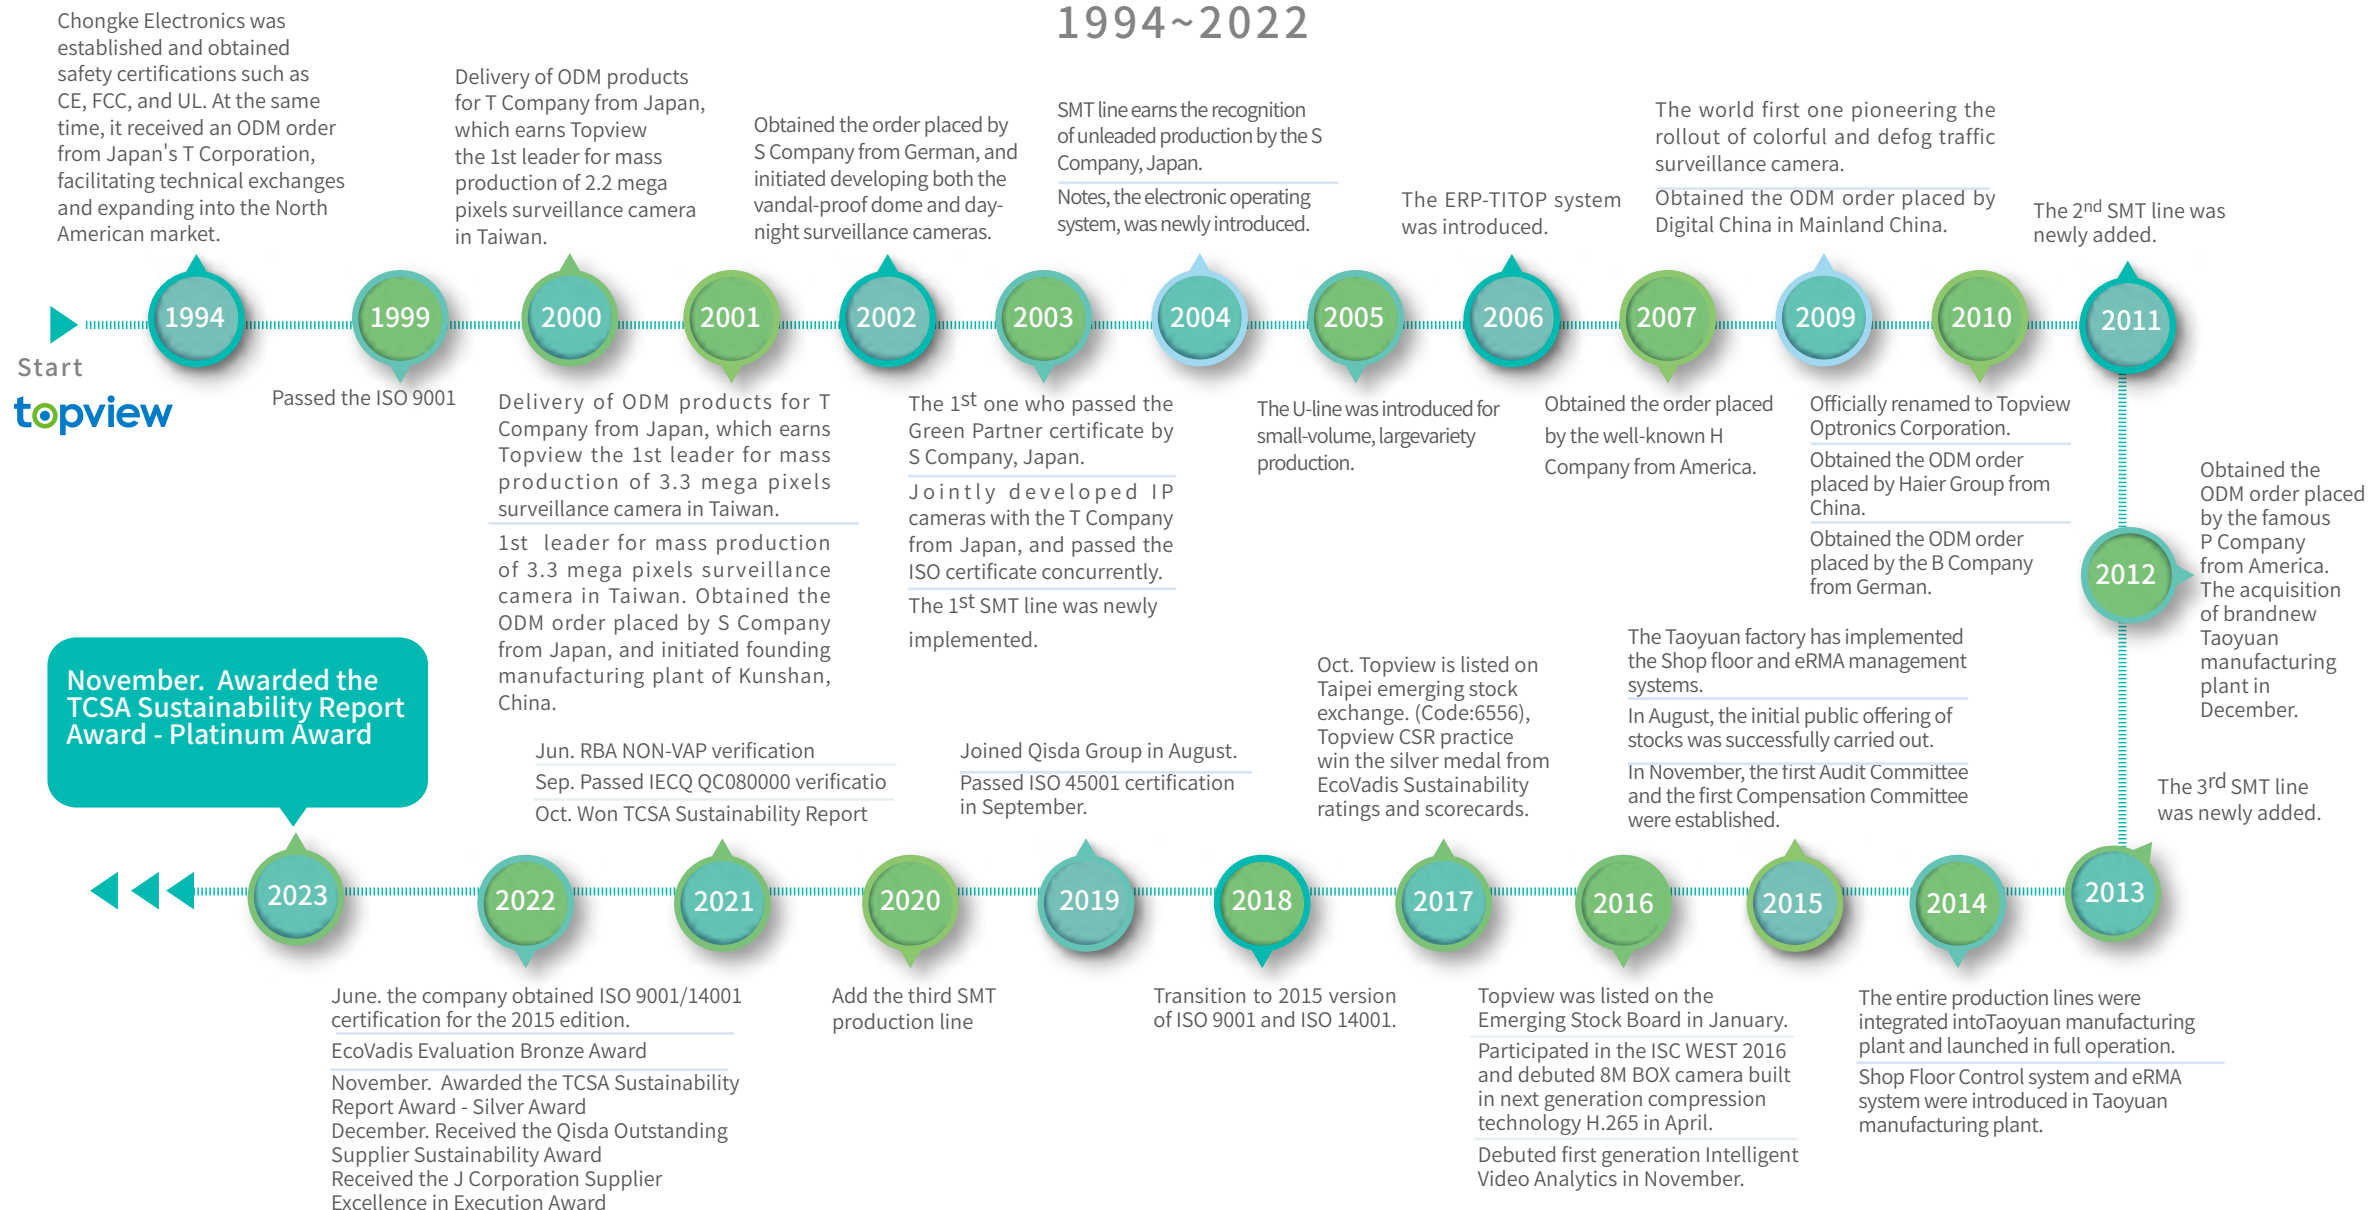 1994~2022
Chongke Electronics was
established and obtained
safety certifications such as
CE, FCC, and UL. At the same
time, it received an ODM order
from Japan's T Corporation,
facilitating technical exchanges
and expanding into the North
American market.
Delivery of ODM products
for T Company from Japan,
which earns Topview
the 1st leader for mass
production of 2.2 mega
pixels surveillance camera
in Taiwan.
Obtained the order placed by
S Company from German, and
initiated developing both the
vandal-proof dome and day-
night surveillance cameras.
SMT line earns the recognition
of unleaded production by the S
Company, Japan.
Notes, the electronic operating
system, was newly introduced.
The ERP-TITOP system
was introduced.
The world first one pioneering the
rollout of colorful and defog traffic
surveillance camera.
Obtained the ODM order placed by
Digital China in Mainland China.
The 2nd SMT line was
newly added.
1994
1999
2000
2001
2002
2003
2004
2005
2006
2007
2009
2010
2011
Start
topview
Passed the ISO 9001
Delivery of ODM products for T
Company from Japan, which earns
Topview the 1st leader for mass
production of 3.3 mega pixels
surveillance camera in Taiwan.
1st leader for mass production
of 3.3 mega pixels surveillance
camera in Taiwan. Obtained the
ODM order placed by S Company
from Japan, and initiated founding
manufacturing plant of Kunshan,
China.
The 1st one who passed the
Green Partner certificate by
S Company, Japan.
Jointly developed IP
cameras with the T Company
from Japan, and passed the
ISO certificate concurrently.
The 1st SMT line was newly
implemented.
The U-line was introduced for
small-volume, largevariety
production.
Obtained the order placed
by the well-known H
Company from America.
Officially renamed to Topview
Optronics Corporation.
Obtained the ODM order
placed by Haier Group from
China.
Obtained the ODM order
placed by the B Company
from German.
2012
Obtained the
ODM order placed
by the famous
P Company
from America.
The acquisition
of brandnew
Taoyuan
manufacturing
plant in
December.
November. Awarded the
TCSA Sustainability Report
Award - Platinum Award
Jun. RBA NON-VAP verification
Sep. Passed IECQ QC080000 verificatio
Oct. Won TCSA Sustainability Report
Joined Qisda Group in August.
Passed ISO 45001 certification
in September.
Oct. Topview is listed on
Taipei emerging stock
exchange. (Code:6556),
Topview CSR practice
win the silver medal from
EcoVadis Sustainability
ratings and scorecards.
The Taoyuan factory has implemented
the Shop floor and eRMA management
systems.
In August, the initial public offering of
stocks was successfully carried out.
In November, the first Audit Committee
and the first Compensation Committee
were established.
The 3rd SMT line
was newly added.
2023
2022
2021
2020
2019
2018
2017
2016
2015
2014
2013
June. the company obtained ISO 9001/14001
certification for the 2015 edition.
EcoVadis Evaluation Bronze Award
November. Awarded the TCSA Sustainability
Report Award - Silver Award
December. Received the Qisda Outstanding
Supplier Sustainability Award
Received the J Corporation Supplier
Excellence in Execution Award
Add the third SMT
production line
Transition to 2015 version
of ISO 9001 and ISO 14001.
Topview was listed on the
Emerging Stock Board in January.
Participated in the ISC WEST 2016
and debuted 8M BOX camera built
in next generation compression
technology H.265 in April.
Debuted first generation Intelligent
Video Analytics in November.
The entire production lines were
integrated intoTaoyuan manufacturing
plant and launched in full operation.
Shop Floor Control system and eRMA
system were introduced in Taoyuan
manufacturing plant.